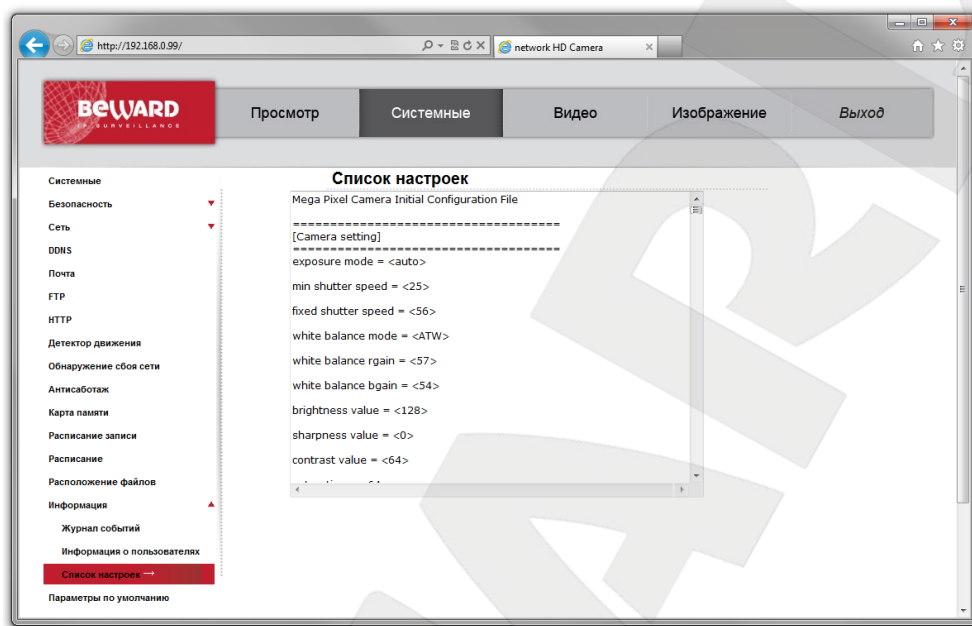 http://192.168.0.99/
network HD Camera
BEWARD
IP SURVEILLANCE
Просмотр
Системные
Видео
Изображение
Выход
Системные
Безопасность
Сеть
DDNS
Почта
FTP
HTTP
Детектор движения
Обнаружение сбоя сети
Антисаботаж
Карта памяти
Расписание записи
Расписание
Расположение файлов
Информация
Журнал событий
Информация о пользователях
Список настроек →
Параметры по умолчанию
Список настроек
Mega Pixel Camera Initial Configuration File
====================================
[Camera setting]
====================================
exposure mode = <auto>
min shutter speed = <25>
fixed shutter speed = <56>
white balance mode = <ATW>
white balance rgain = <57>
white balance bgain = <54>
brightness value = <128>
sharpness value = <0>
contrast value = <64>